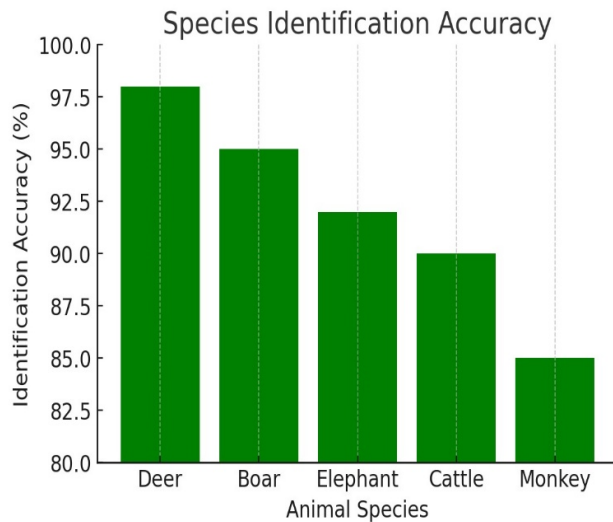 Species Identification Accuracy
Identification Accuracy (%)
100.0
97.5
95.0
92.5
90.0
87.5
85.0
82.5
80.0
Deer Boar Elephant Cattle Monkey
Animal Species